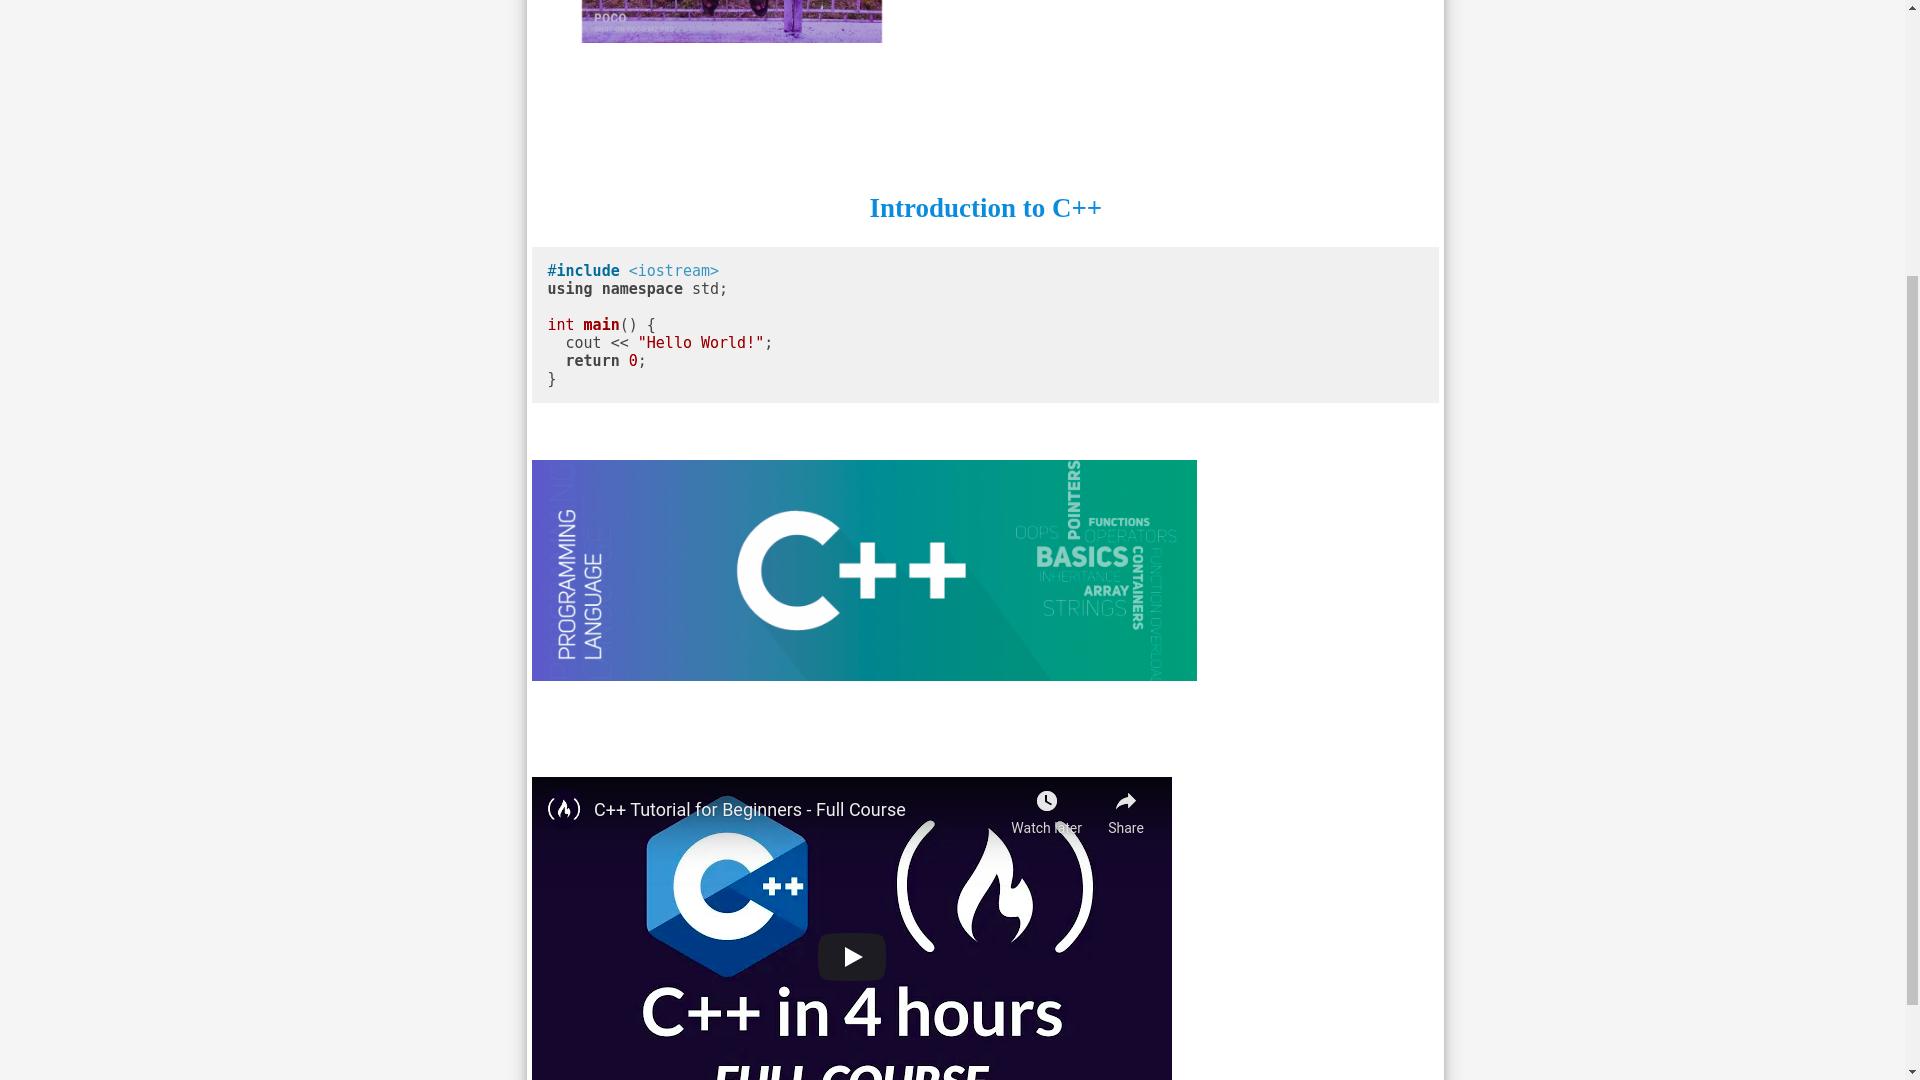 POCO
Introduction to C++
#include <iostream>
using namespace std;
int main() {
cout << "Hello World!";
return 0;
}
PROGRAMMING
LANGUAGE
C++
POINTERS
FUNCTIONS
OOPS
OPERATORS
BASICS
INHERITANCE
ARRAY
STRINGS
CONTAINERS
FUNCTION OVERLOA
C++ Tutorial for Beginners - Full Course
Watch later
Share
C++
C++ in 4 hours
FULL COURSE